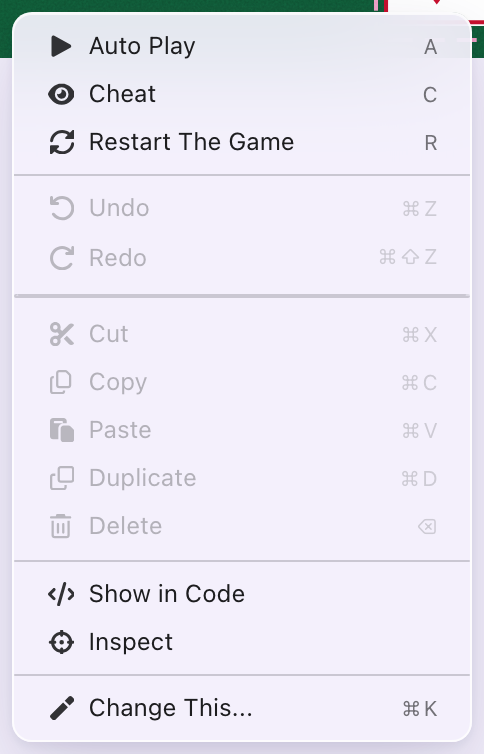 Auto Play A
Cheat C
Restart The Game R
Undo ⌘ Z
Redo ⌘ ⇧ Z
Cut ⌘ X
Copy ⌘ C
Paste ⌘ V
Duplicate ⌘ D
Delete ⌫
Show in Code
Inspect
Change This... ⌘ K